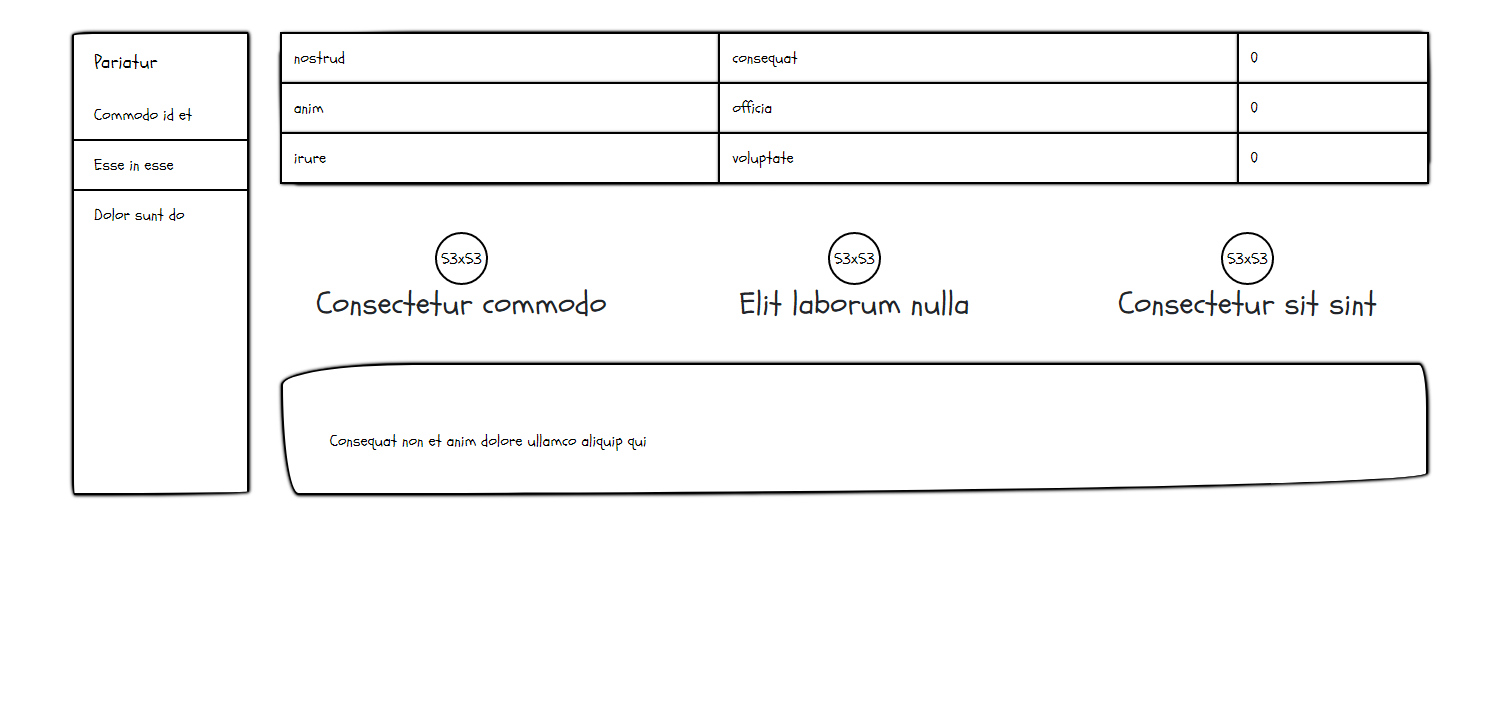 Pariatur
Commodo id et
Esse in esse
Dolor sunt do
nostrud consequat 0
anim officia 0
irure voluptate 0
53x53 53x53 53x53
Consectetur commodo Elit laborum nulla Consectetur sit sint
Consequat non et anim dolore ullamco aliquip qui